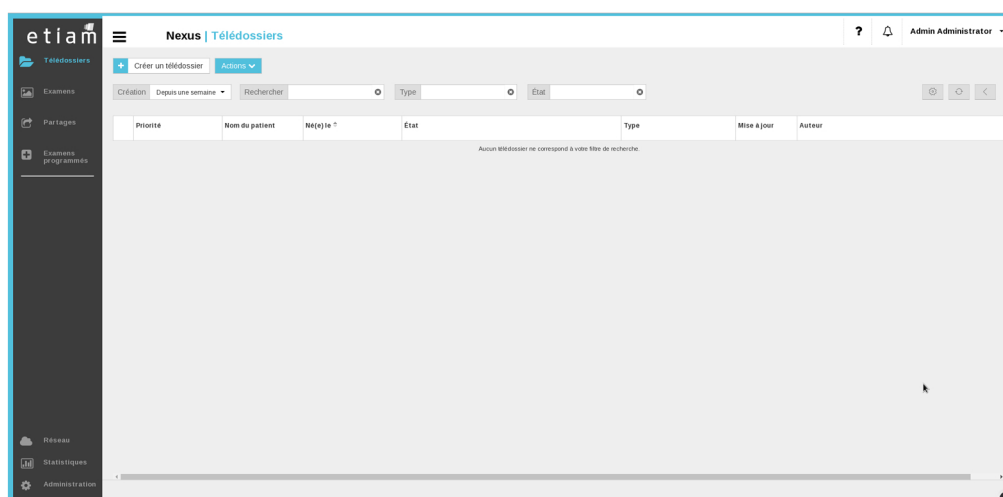 etiam
Nexus | Télédossiers
? Admin Administrator
Télédossiers
Examens
Partages
Examens
programmés
Réseau
Statistiques
Administration
+ Créer un télédossier Actions
Création Depuis une semaine Rechercher Type État
Priorité Nom du patient Né(e) le État Type Mise à jour Auteur
Aucun télédossier ne correspond à votre filtre de recherche.